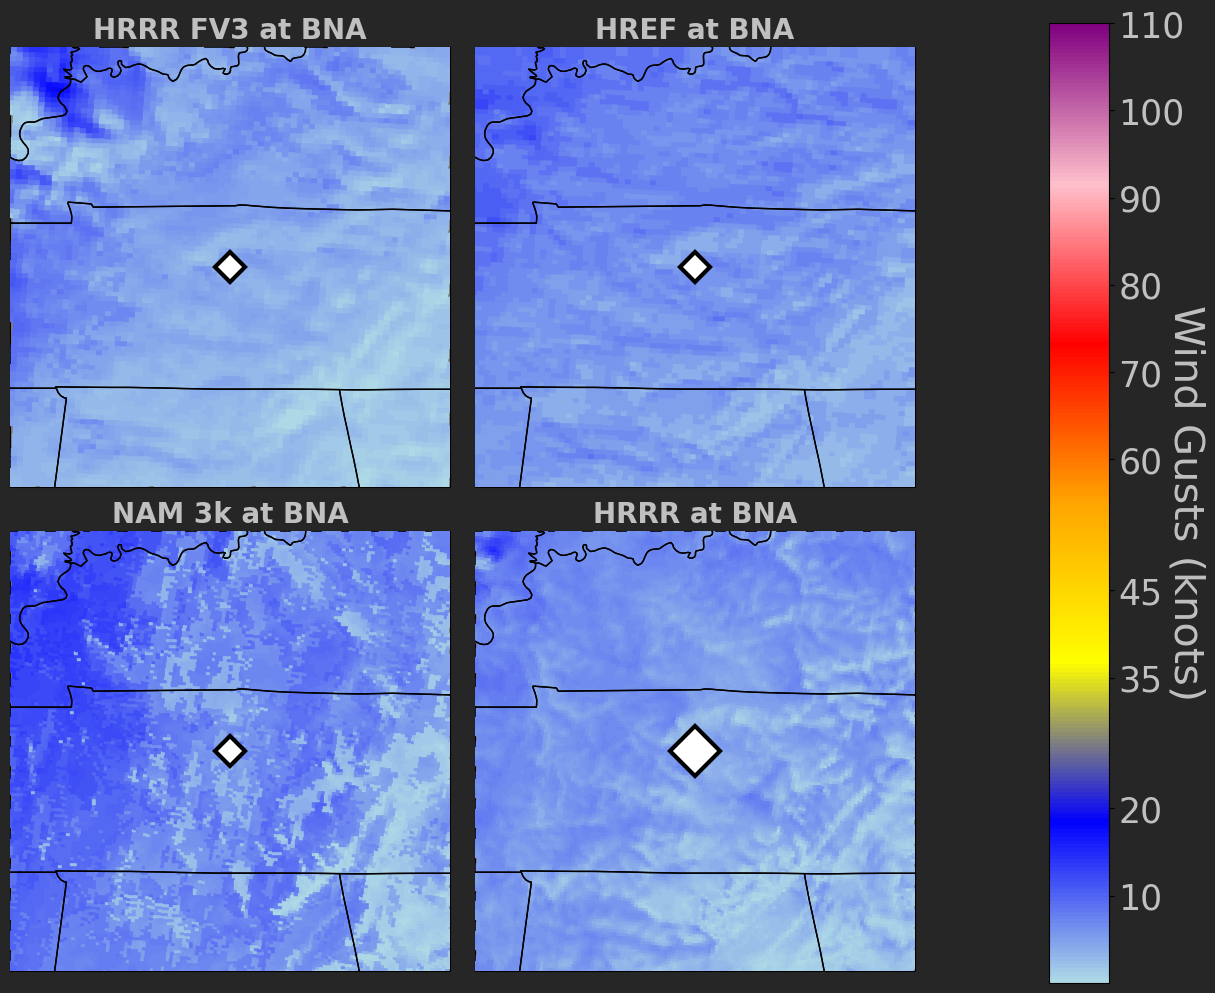 HRRR FV3 at BNA
HREF at BNA
NAM 3k at BNA
HRRR at BNA
110
100
90
80
70
60
45
35
20
10
Wind Gusts (knots)